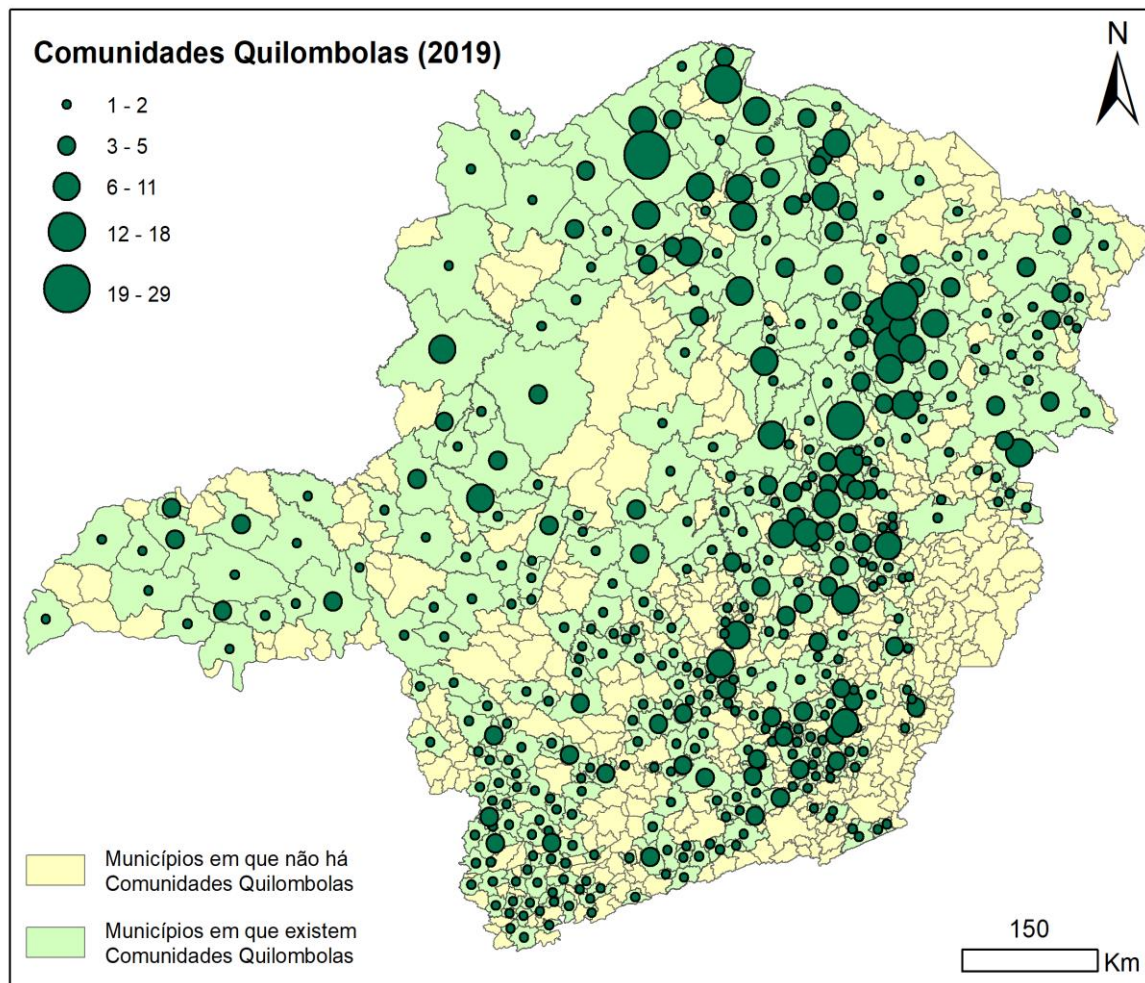 Comunidades Quilombolas (2019)
1 - 2
3 - 5
6 - 11
12 - 18
19 - 29
N
Municípios em que não há
Comunidades Quilombolas
Municípios em que existem
Comunidades Quilombolas
150
Km